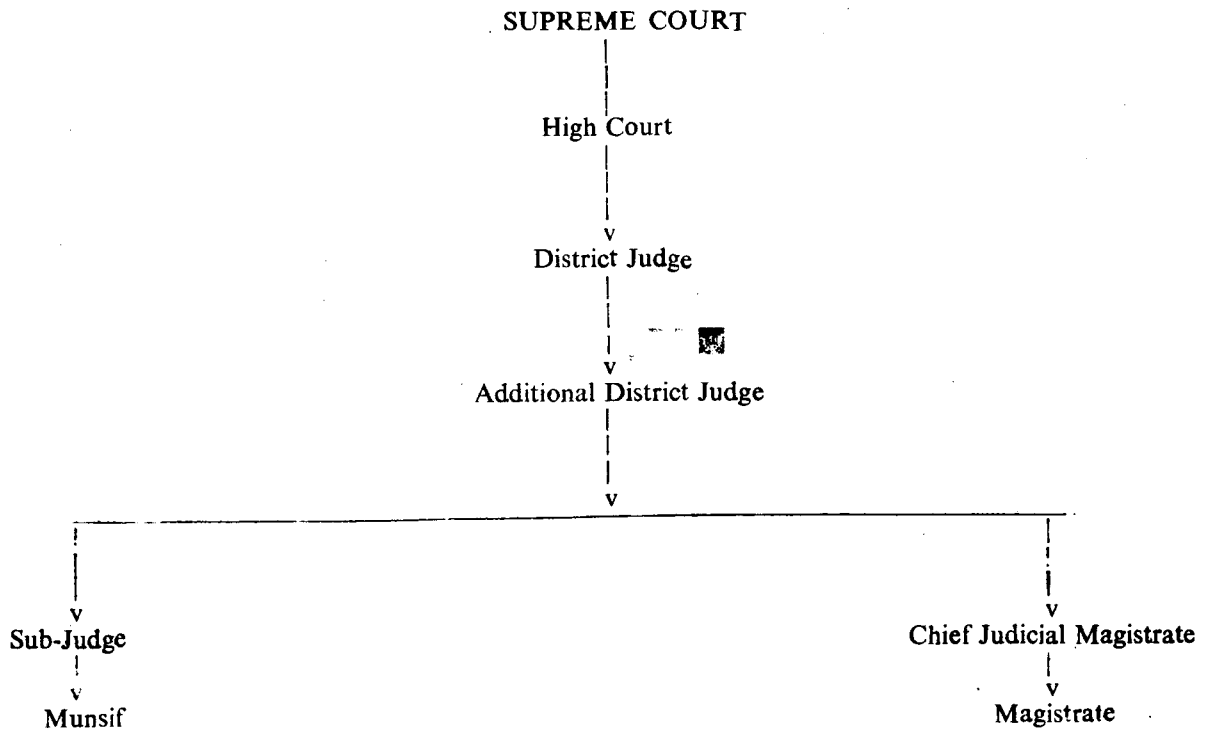 SUPREME COURT
High Court
District Judge
Additional District Judge
Sub-Judge
Chief Judicial Magistrate
Munsif
Magistrate